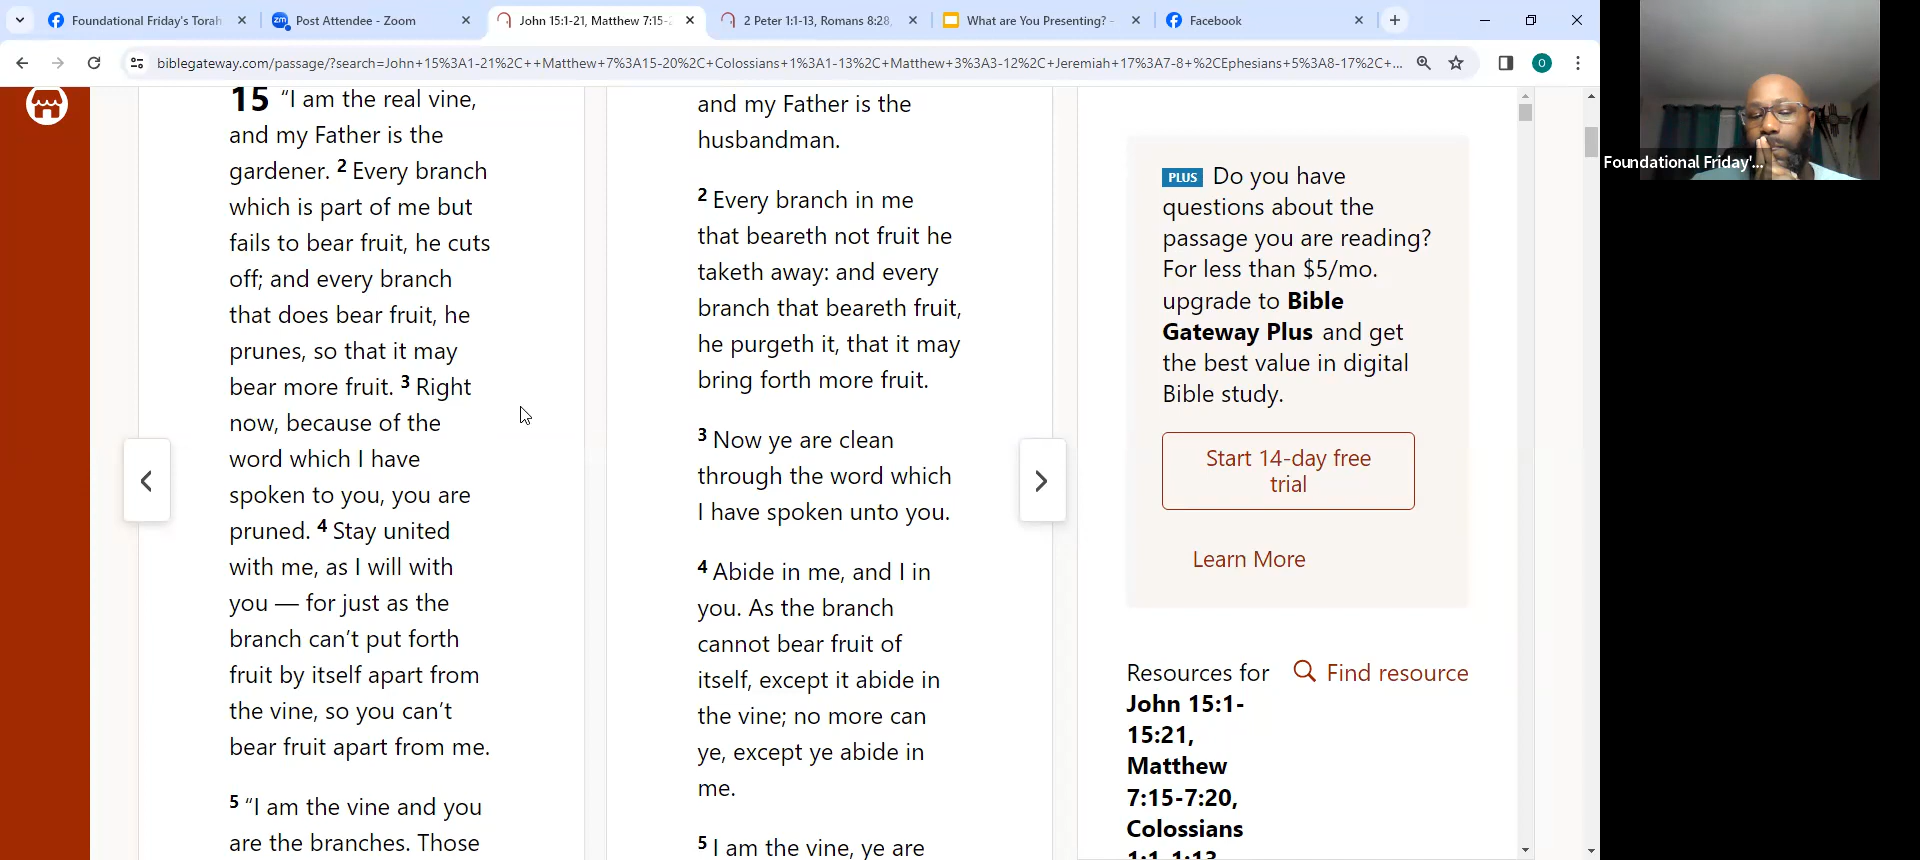 Foundational Friday's Torah
Post Attendee - Zoom
John 15:1-21, Matthew 7:15-2
2 Peter 1:1-13, Romans 8:28,
What are You Presenting? -
Facebook
biblegateway.com/passage/?search=John+15%3A1-21%2C++Matthew+7%3A15-20%2C+Colossians+1%3A1-13%2C+Matthew+3%3A3-12%2C+Jeremiah+17%3A7-8+%2CEphesians+5%3A8-17%2C+...
15 “I am the real vine,
and my Father is the
gardener. 2 Every branch
which is part of me but
fails to bear fruit, he cuts
off; and every branch
that does bear fruit, he
prunes, so that it may
bear more fruit. 3 Right
now, because of the
word which I have
spoken to you, you are
pruned. 4 Stay united
with me, as I will with
you — for just as the
branch can’t put forth
fruit by itself apart from
the vine, so you can’t
bear fruit apart from me.
5 “I am the vine and you
are the branches. Those
and my Father is the
husbandman.
2 Every branch in me
that beareth not fruit he
taketh away: and every
branch that beareth fruit,
he purgeth it, that it may
bring forth more fruit.
3 Now ye are clean
through the word which
I have spoken unto you.
4 Abide in me, and I in
you. As the branch
cannot bear fruit of
itself, except it abide in
the vine; no more can
ye, except ye abide in
me.
5 I am the vine, ye are
PLUS Do you have
questions about the
passage you are reading?
For less than $5/mo.
upgrade to Bible
Gateway Plus and get
the best value in digital
Bible study.
Start 14-day free
trial
Learn More
Resources for
Find resource
John 15:1-
15:21,
Matthew
7:15-7:20,
Colossians
1:1-1:13
Foundational Friday'...
zm
O